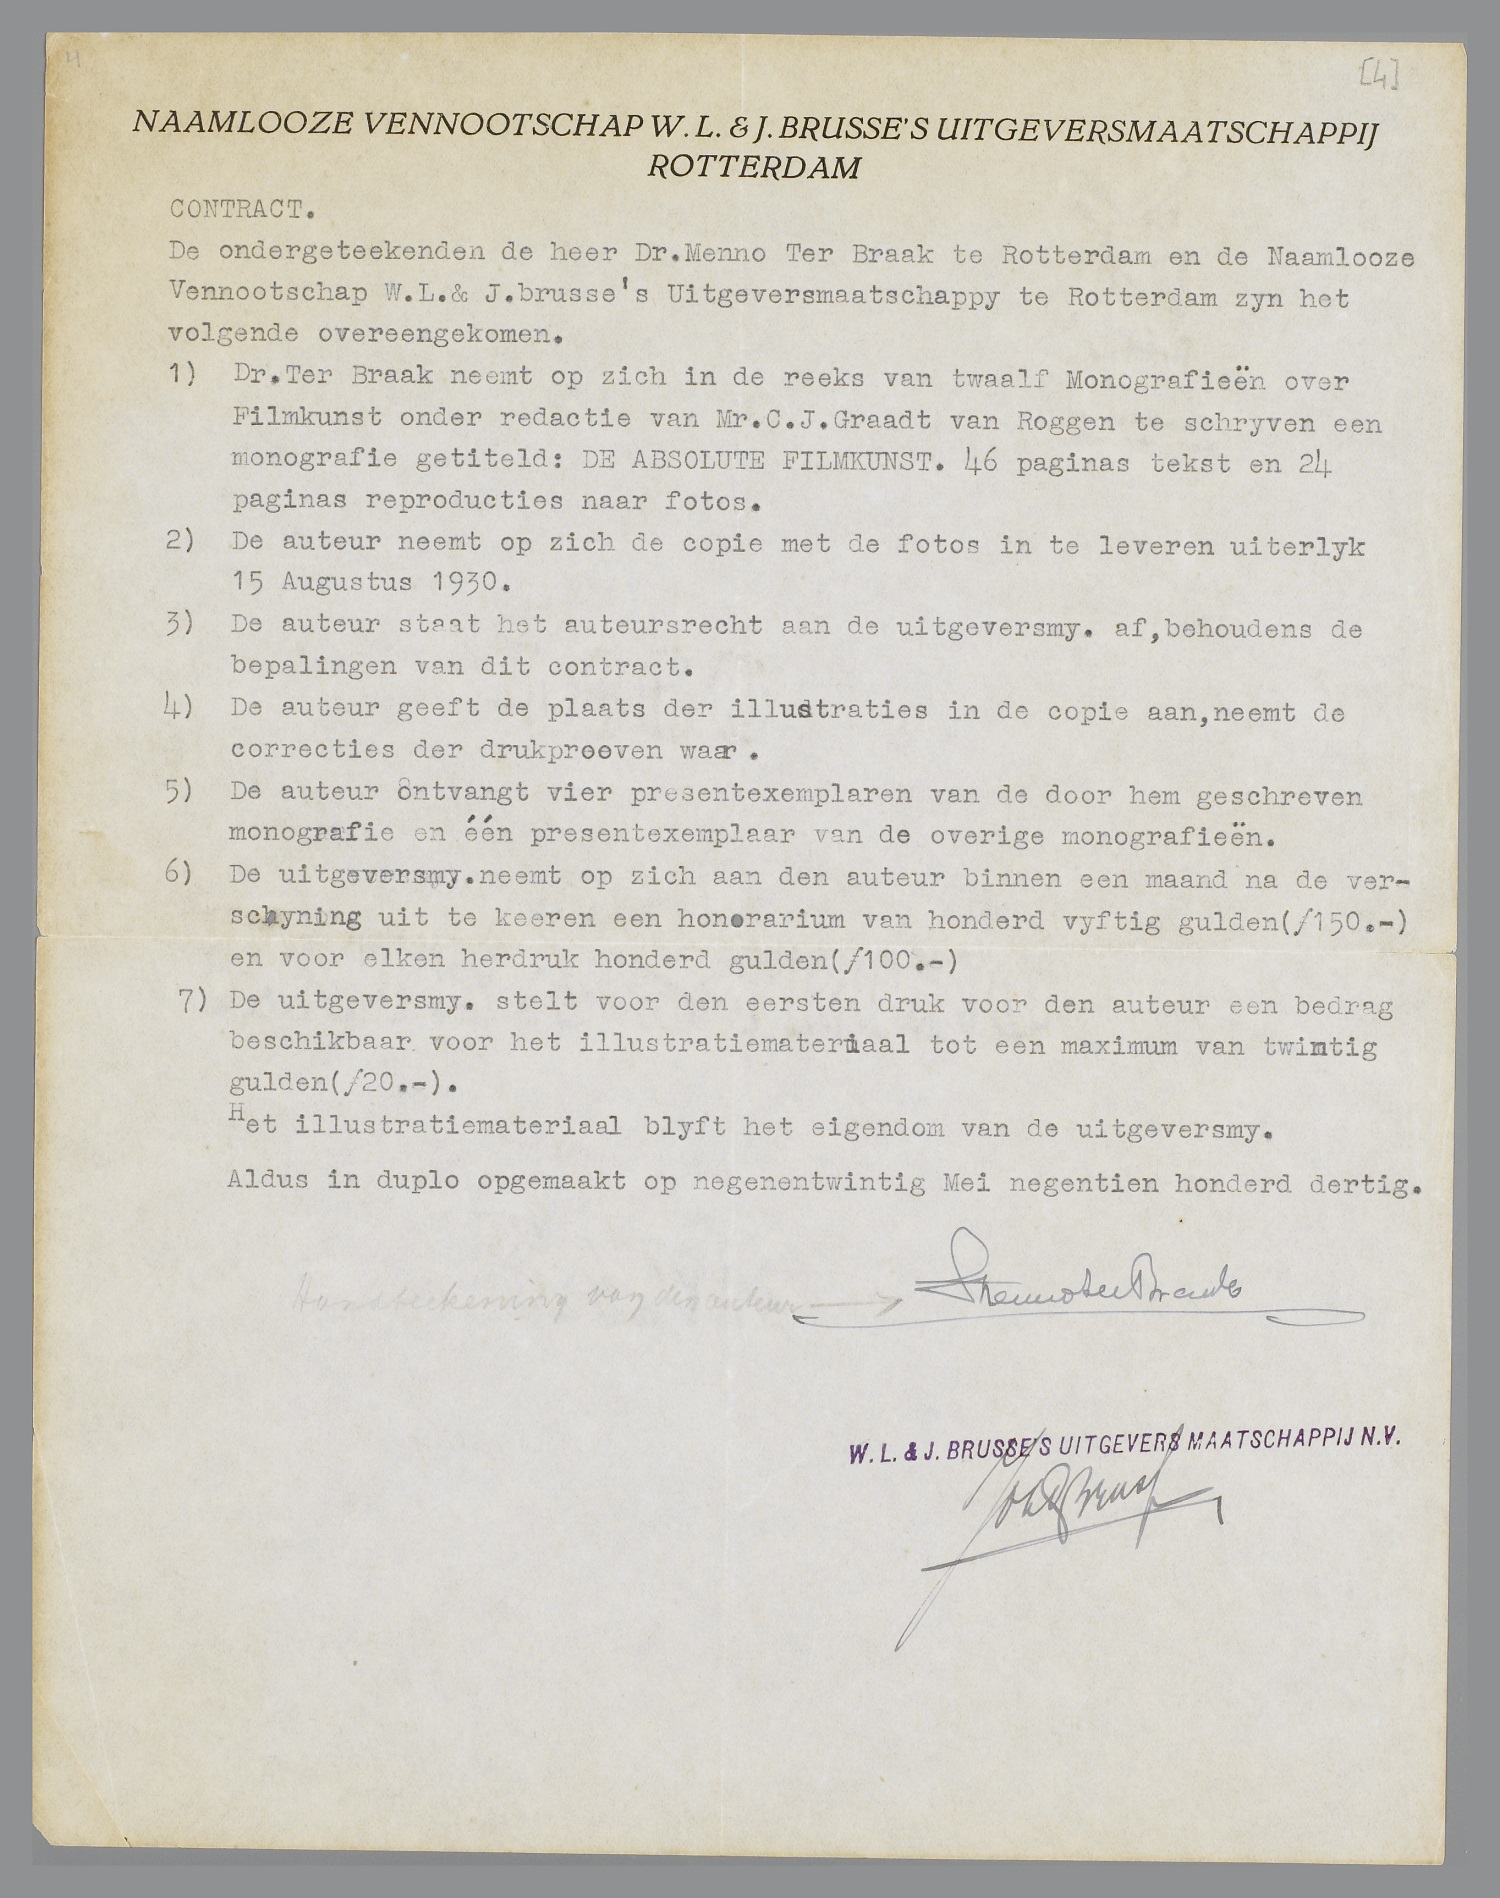 4
[4]
NAAMLOOZE VENNOOTSCHAP W. L. & J. BRUSSE'S UITGEVERSMAATSCHAPPIJ
ROTTERDAM
CONTRACT.
De ondergeteekenden de heer Dr.Menno Ter Braak te Rotterdam en de Naamlooze
Vennootschap W.L.& J.brusse's Uitgeversmaatschappy te Rotterdam zyn het
volgende overeengekomen.
1) Dr.Ter Braak neemt op zich in de reeks van twaalf Monografieën over
Filmkunst onder redactie van Mr.C.J.Graadt van Roggen te schryven een
monografie getiteld: DE ABSOLUTE FILMKUNST. 46 paginas tekst en 24
paginas reproducties naar fotos.
2) De auteur neemt op zich de copie met de fotos in te leveren uiterlyk
15 Augustus 1930.
3) De auteur staat het auteursrecht aan de uitgeversmy. af,behoudens de
bepalingen van dit contract.
4) De auteur geeft de plaats der illustraties in de copie aan,neemt de
correcties der drukproeven waar .
5) De auteur ontvangt vier presentexemplaren van de door hem geschreven
monografie en één presentexemplaar van de overige monografieën.
6) De uitgeversmy.neemt op zich aan den auteur binnen een maand na de ver-
schyning uit te keeren een honorarium van honderd vyftig gulden(ƒ150.-)
en voor elken herdruk honderd gulden(ƒ100.-)
7) De uitgeversmy. stelt voor den eersten druk voor den auteur een bedrag
beschikbaar voor het illustratiemateriaal tot een maximum van twintig
gulden(ƒ20.-).
Het illustratiemateriaal blyft het eigendom van de uitgeversmy.
Aldus in duplo opgemaakt op negenentwintig Mei negentien honderd dertig.
Handteekening van den auteur → Menno ter Braak
W. L. & J. BRUSSE'S UITGEVERS MAATSCHAPPIJ N.V.